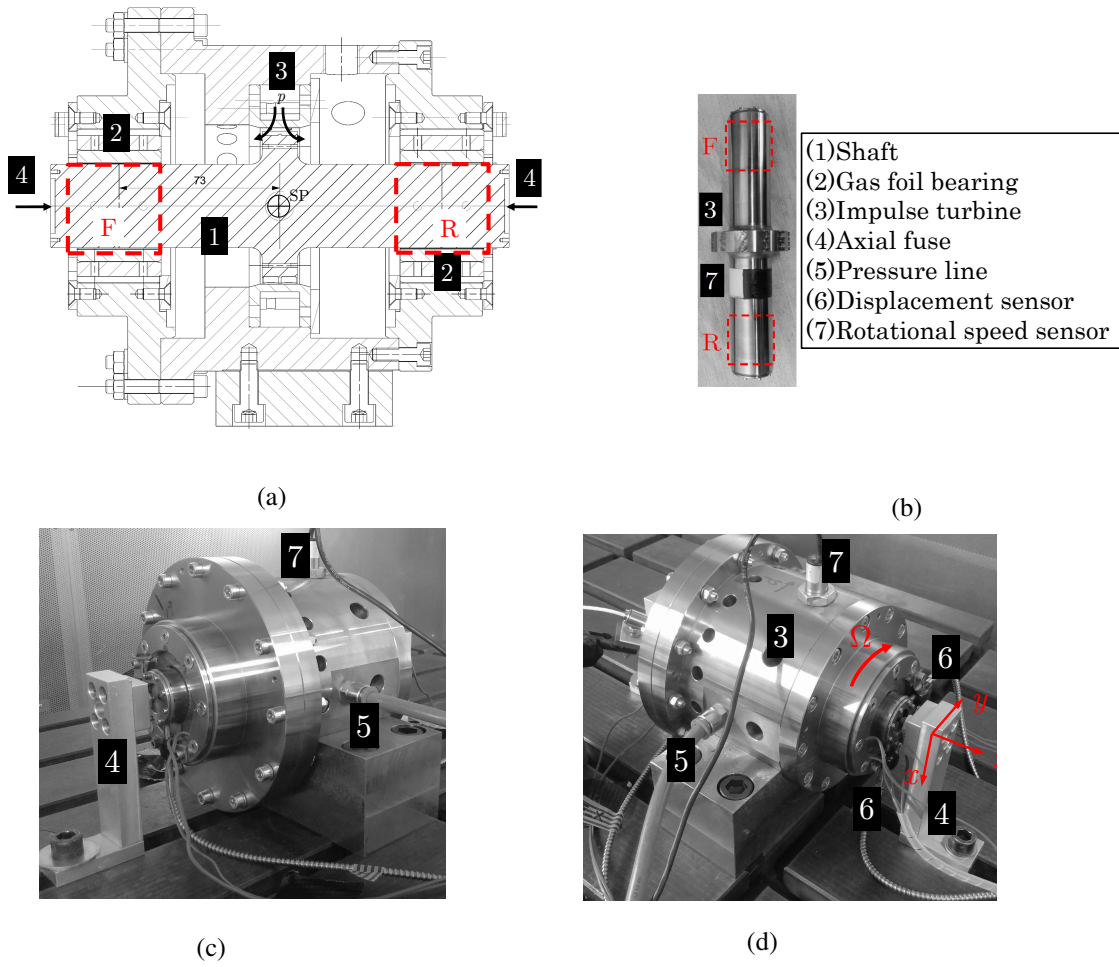 3
p
2
4
73
SP
4
F
1
R
2
(a)
F
3
7
R
(1)Shaft
(2)Gas foil bearing
(3)Impulse turbine
(4)Axial fuse
(5)Pressure line
(6)Displacement sensor
(7)Rotational speed sensor
(b)
7
5
4
(c)
7
3
Ω
6
y
5
x
6
4
(d)